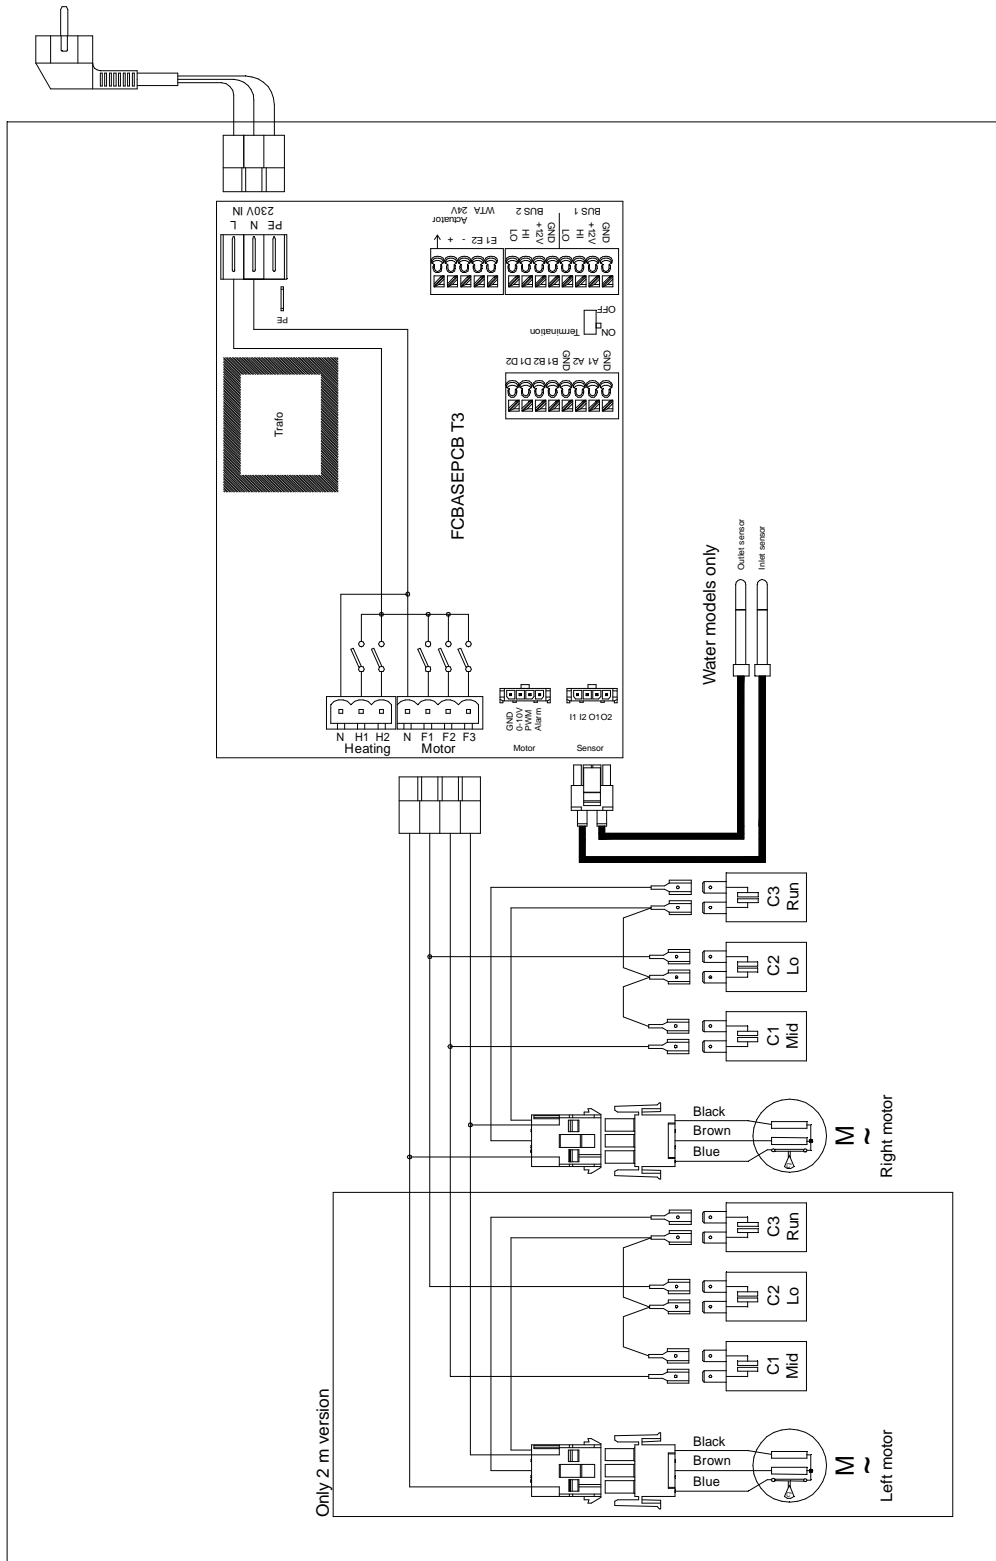 230V IN
L N PE
PE
Trafo
WTA
24V
Actuator
↑ + - E1 E2
BUS 2
LO HI +12V GND
BUS 1
LO HI +12V GND
OFF
ON
Termination
D2 D1 B2 B1 GND A2 A1 GND
FCBASEPCB T3
N H1 H2
Heating
N F1 F2 F3
Motor
GND
0-10V
PWM
Alarm
Motor
I1 I2 O1 O2
Sensor
Water models only
Outlet sensor
Inlet sensor
C3
Run
C2
Lo
C1
Mid
Black
Brown
Blue
M
~
Right motor
Only 2 m version
C3
Run
C2
Lo
C1
Mid
Black
Brown
Blue
M
~
Left motor